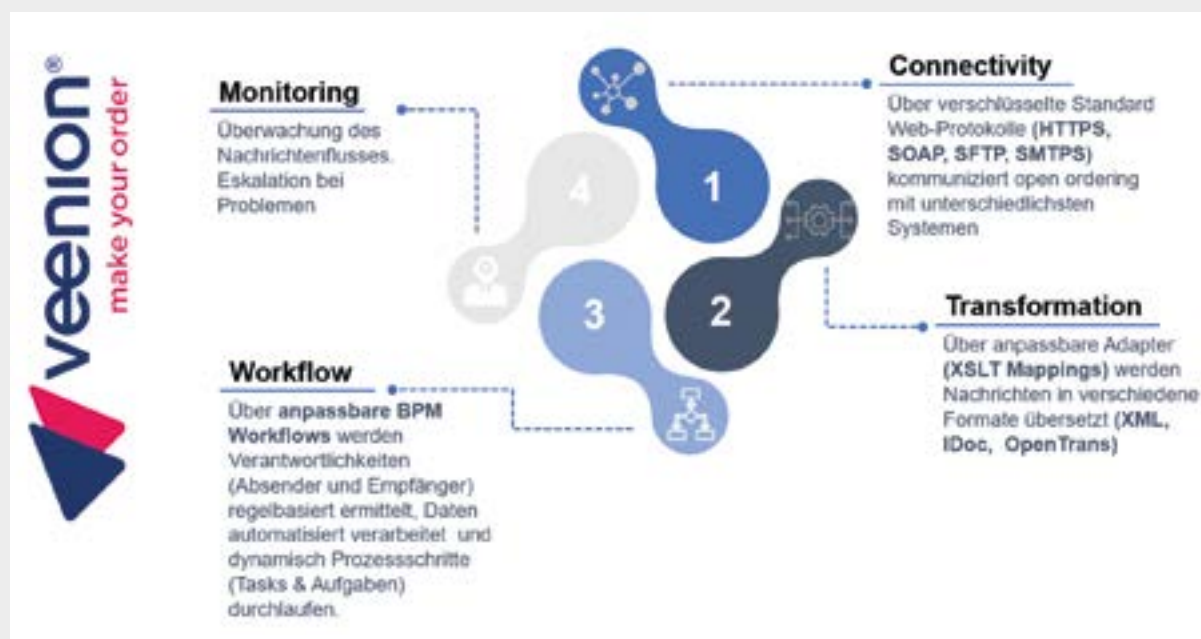 veenion®
make your order
Monitoring
Überwachung des
Nachrichtenflusses.
Eskalation bei
Problemen
4
1
Connectivity
Über verschlüsselte Standard
Web-Protokolle (HTTPS,
SOAP, SFTP, SMTPS)
kommuniziert open ordering
mit unterschiedlichsten
Systemen
3
2
Transformation
Über anpassbare Adapter
(XSLT Mappings) werden
Nachrichten in verschiedene
Formate übersetzt (XML,
IDoc, OpenTrans)
Workflow
Über anpassbare BPM
Workflows werden
Verantwortlichkeiten
(Absender und Empfänger)
regelbasiert ermittelt, Daten
automatisiert verarbeitet und
dynamisch Prozessschritte
(Tasks & Aufgaben)
durchlaufen.